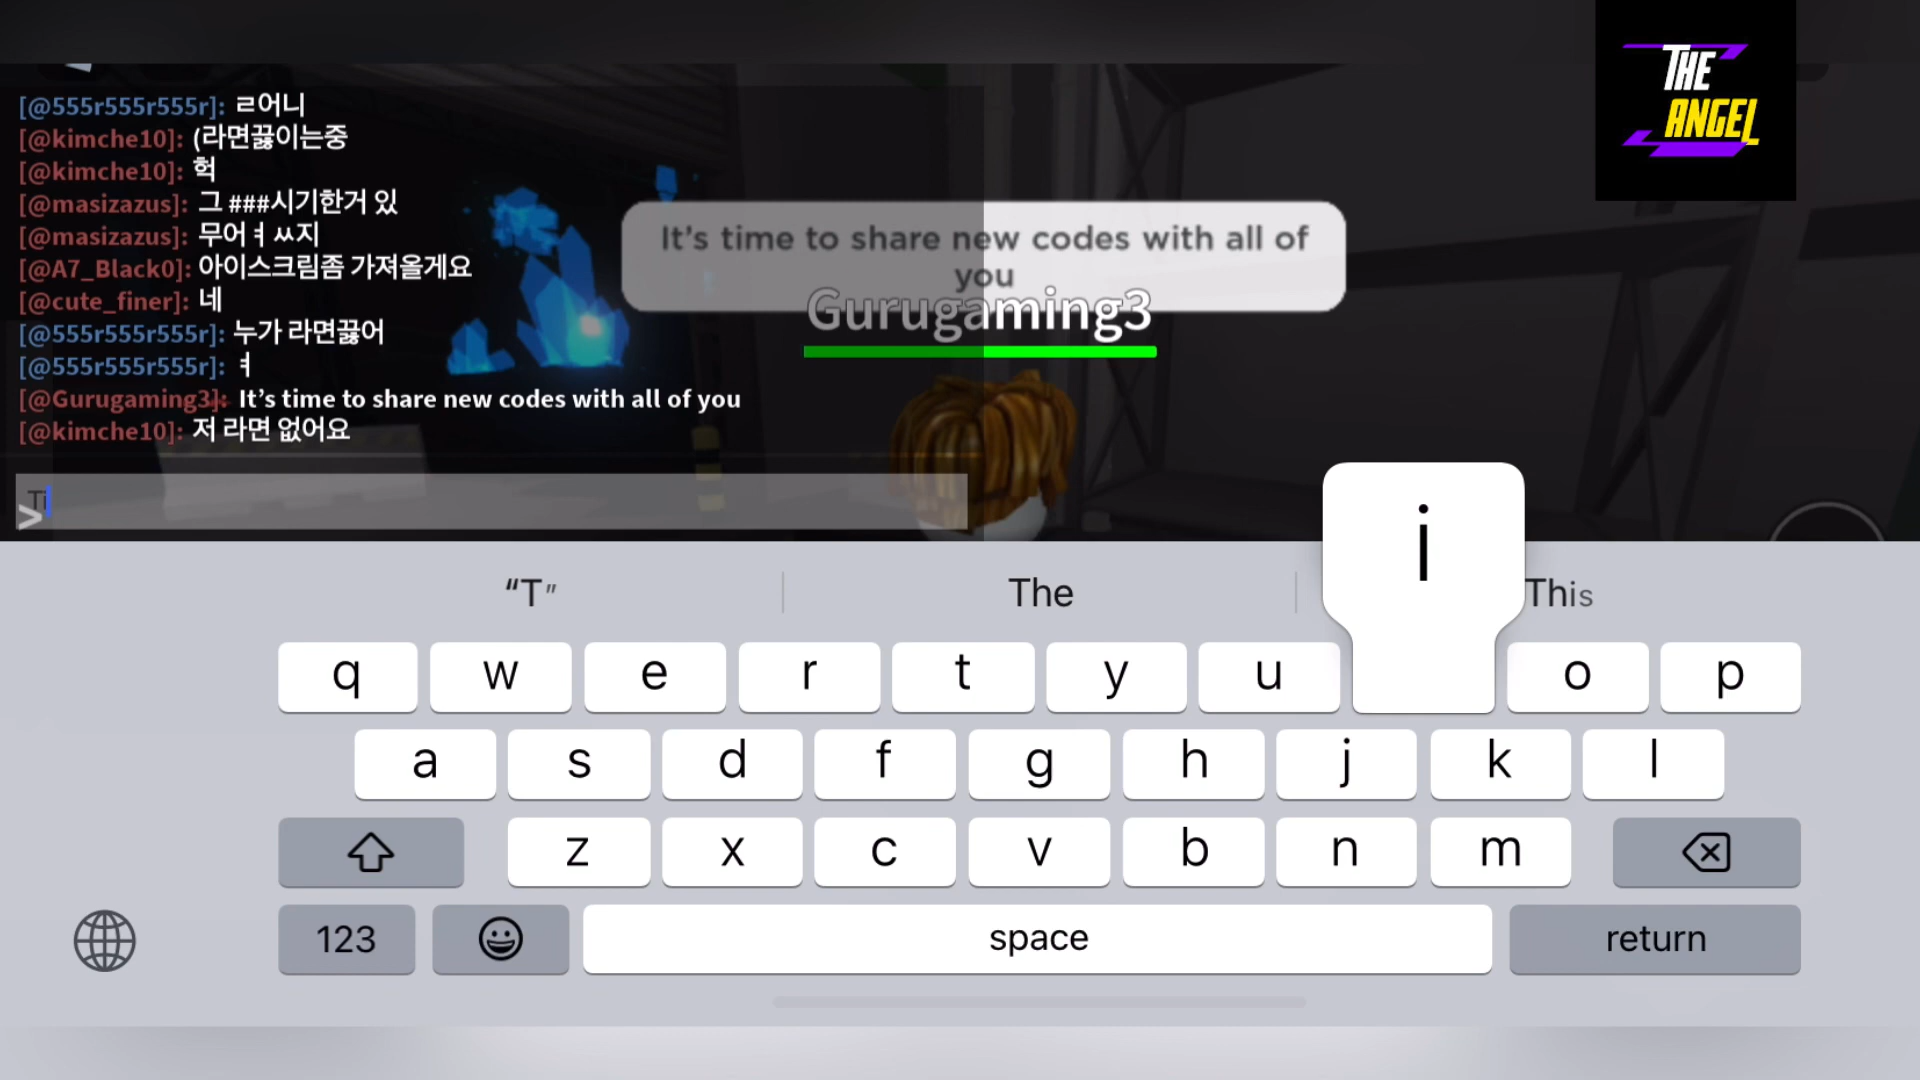 THE
ANGEL
[@555r555r555r]: ㄹ어니
[@kimche10]: (라면끓이는중
[@kimche10]: 헉
[@masizazus]: 그 ###시기한거 있
[@masizazus]: 무어ㅕㅆ지
[@A7_Black0]: 아이스크림좀 가져올게요
[@cute_finer]: 네
[@555r555r555r]: 누가 라면끓어
[@555r555r555r]: ㅕ
[@Gurugaming3]: It’s time to share new codes with all of you
[@kimche10]: 저 라면 없어요
It’s time to share new codes with all of
you
Gurugaming3
Ti
>
“T” The This
i
q w e r t y u o p
a s d f g h j k l
z x c v b n m
123 space return